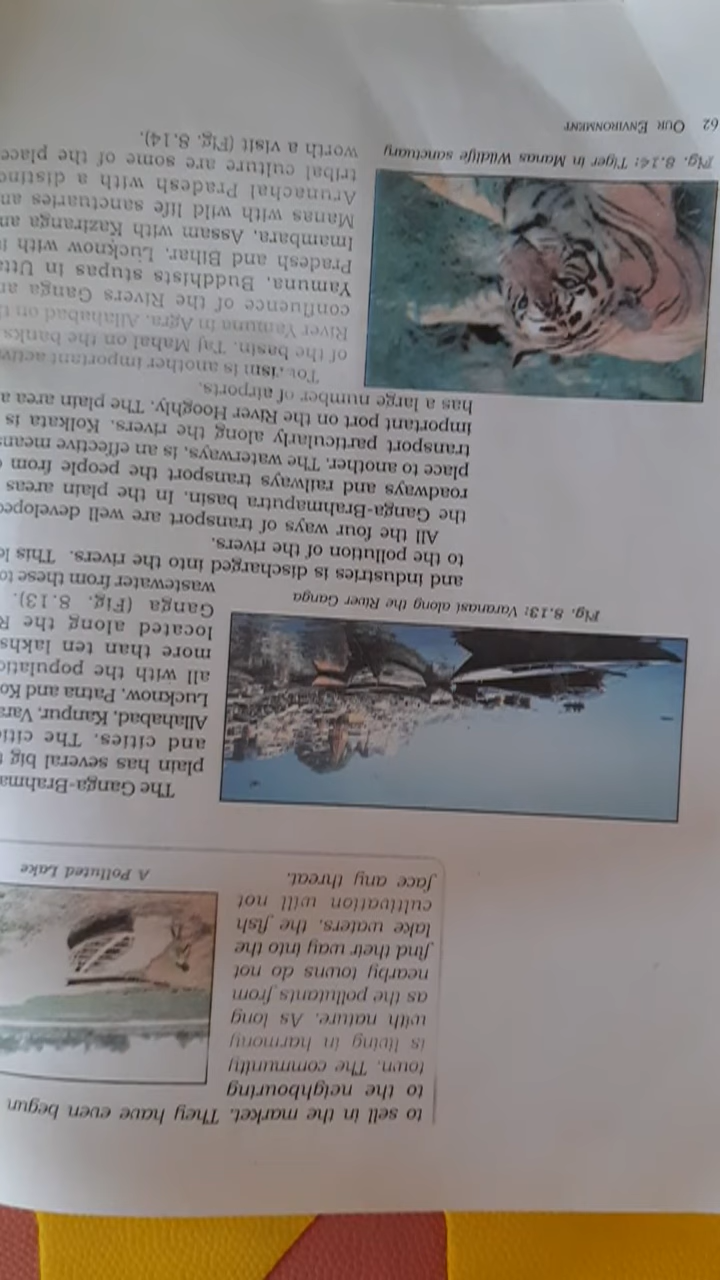 to sell in the market. They have even begun
to the neighbouring
town. The community
is living in harmony
with nature. As long
as the pollutants from
nearby towns do not
find their way into the
lake waters, the fish
cultivation will not
face any threat.
A Polluted Lake
The Ganga-Brahma
plain has several big
and cities. The citi
Allahabad, Kanpur, Vara
Lucknow, Patna and Ko
all with the populatio
more than ten lakhs
located along the R
Ganga (Fig. 8.13).
wastewater from these to
Fig. 8.13: Varanasi along the River Ganga
and industries is discharged into the rivers. This le
to the pollution of the rivers.
All the four ways of transport are well develope
the Ganga-Brahmaputra basin. In the plain areas
roadways and railways transport the people from
place to another. The waterways, is an effective means
transport particularly along the rivers. Kolkata is
important port on the River Hooghly. The plain area a
has a large number of airports.
Tourism is another important activ
of the basin. Taj Mahal on the banks
River Yamuna in Agra, Allahabad on th
confluence of the Rivers Ganga an
Yamuna, Buddhists stupas in Utta
Pradesh and Bihar, Lucknow with i
Imambara, Assam with Kaziranga an
Manas with wild life sanctuaries an
Arunachal Pradesh with a distinc
tribal culture are some of the place
worth a visit (Fig. 8.14).
Fig. 8.14: Tiger in Manas Wildlife sanctuary
62 OUR ENVIRONMENT